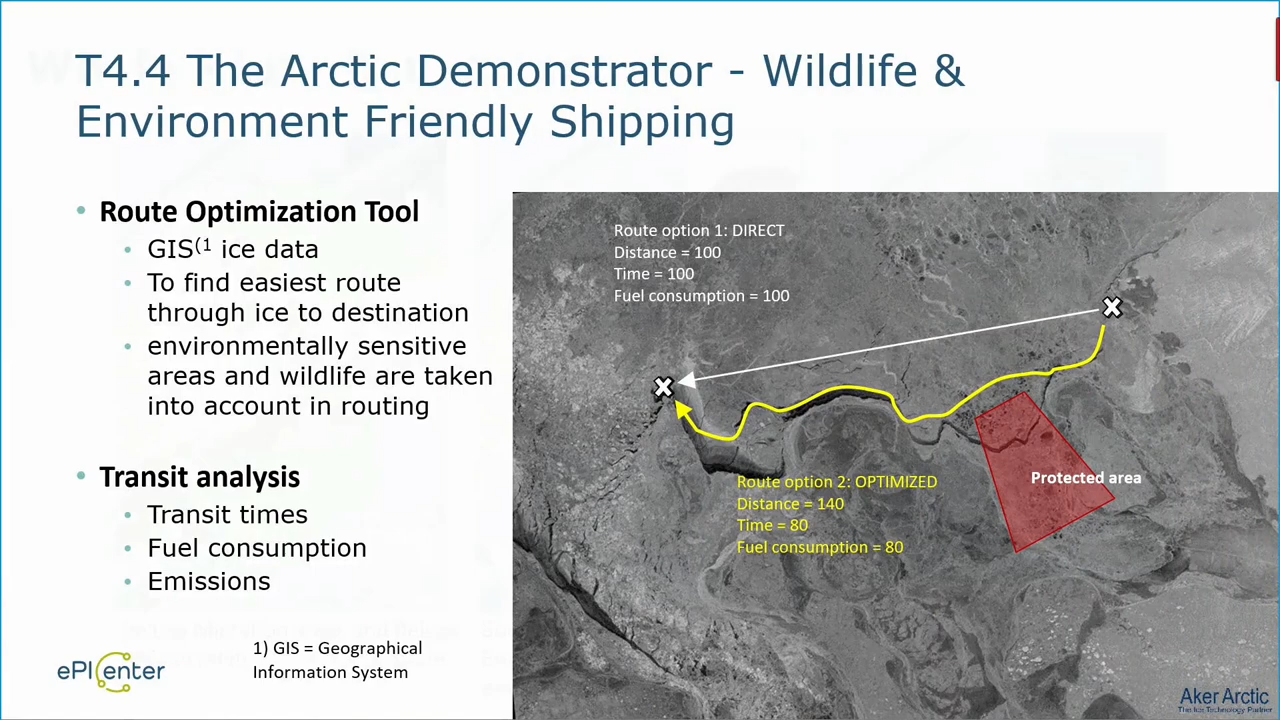 T4.4 The Arctic Demonstrator - Wildlife &
Environment Friendly Shipping
• Route Optimization Tool
• GIS(1 ice data
• To find easiest route
through ice to destination
• environmentally sensitive
areas and wildlife are taken
into account in routing
• Transit analysis
• Transit times
• Fuel consumption
• Emissions
1) GIS = Geographical
Information System
ePIcenter
Route option 1: DIRECT
Distance = 100
Time = 100
Fuel consumption = 100
Route option 2: OPTIMIZED
Distance = 140
Time = 80
Fuel consumption = 80
Protected area
Aker Arctic
The Ice Technology Partner